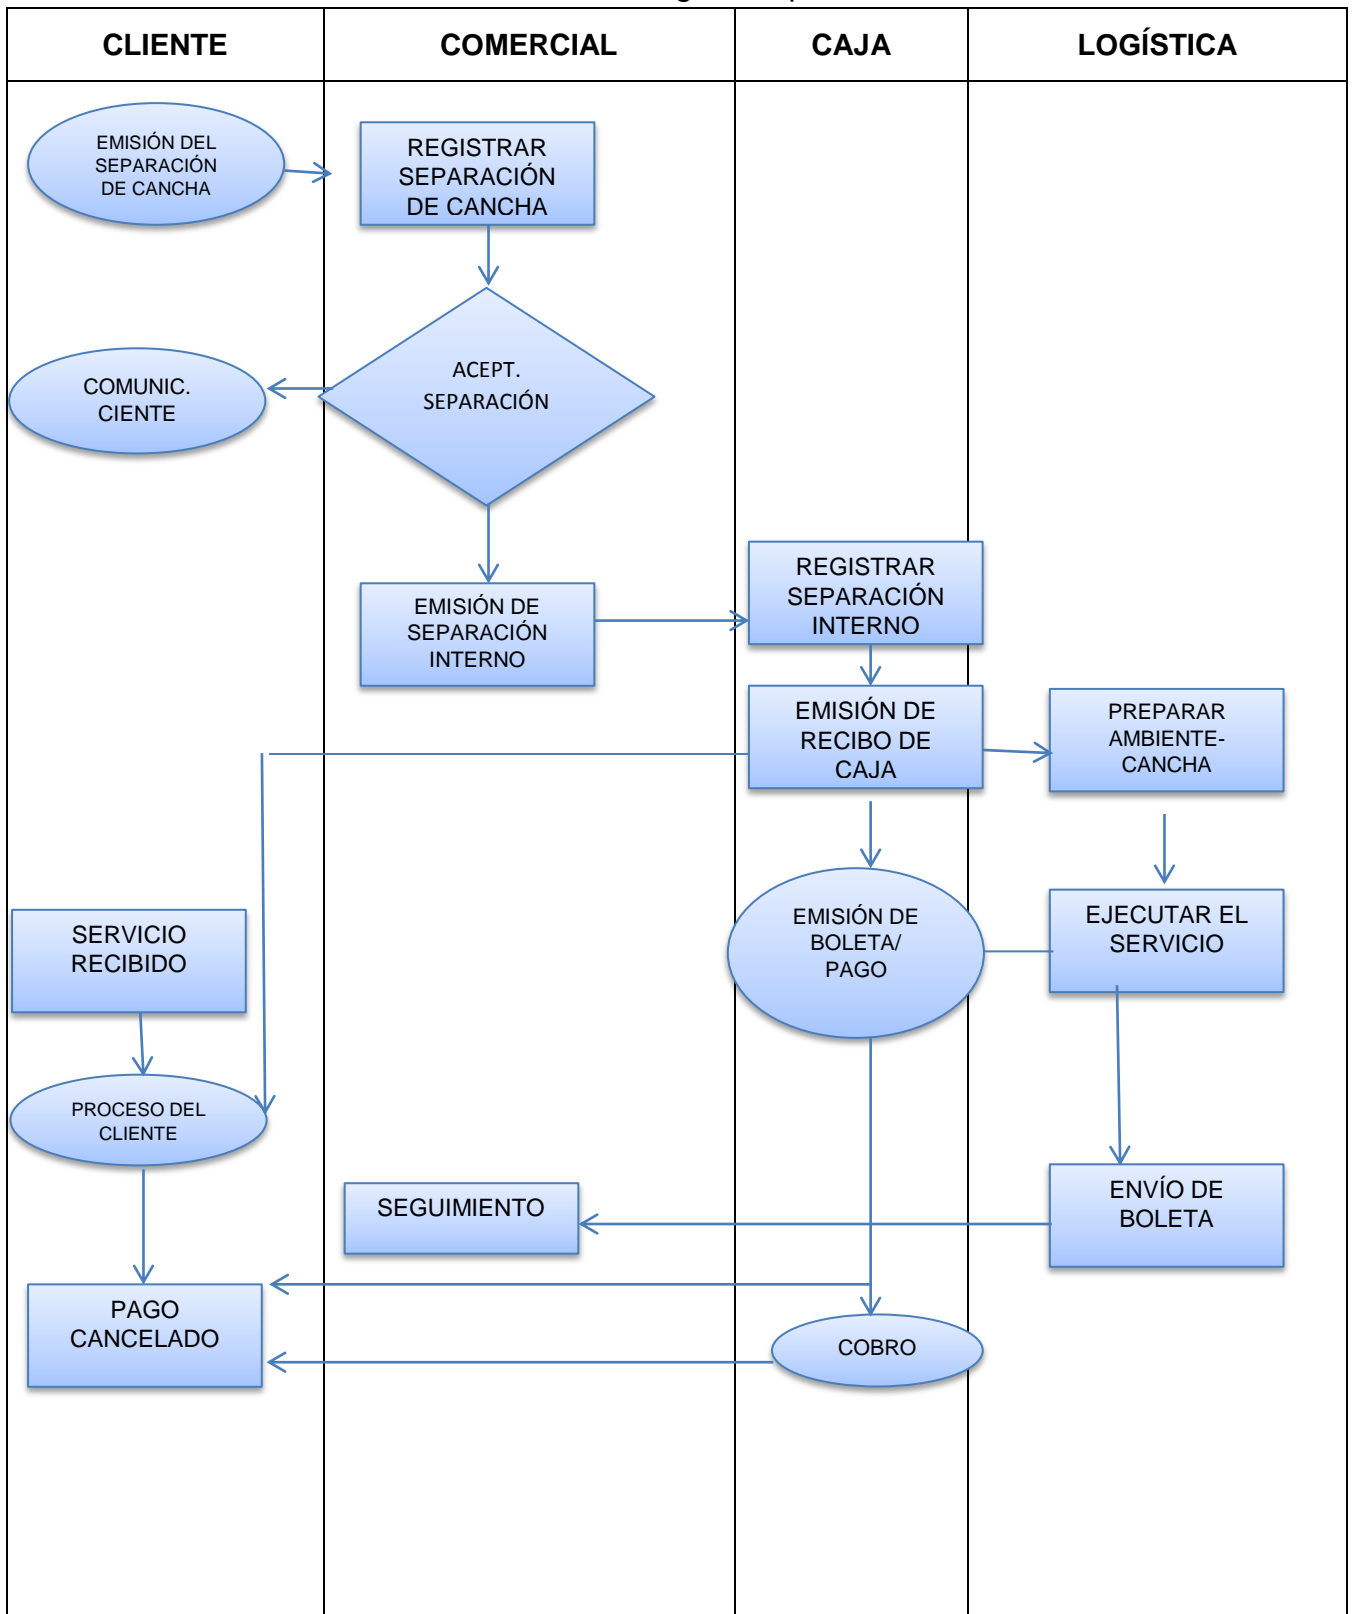 CLIENTE
COMERCIAL
CAJA
LOGÍSTICA
EMISIÓN DEL
SEPARACIÓN
DE CANCHA
REGISTRAR
SEPARACIÓN
DE CANCHA
COMUNIC.
CIENTE
ACEPT.
SEPARACIÓN
EMISIÓN DE
SEPARACIÓN
INTERNO
REGISTRAR
SEPARACIÓN
INTERNO
EMISIÓN DE
RECIBO DE
CAJA
PREPARAR
AMBIENTE-
CANCHA
SERVICIO
RECIBIDO
EMISIÓN DE
BOLETA/
PAGO
EJECUTAR EL
SERVICIO
PROCESO DEL
CLIENTE
SEGUIMIENTO
ENVÍO DE
BOLETA
PAGO
CANCELADO
COBRO